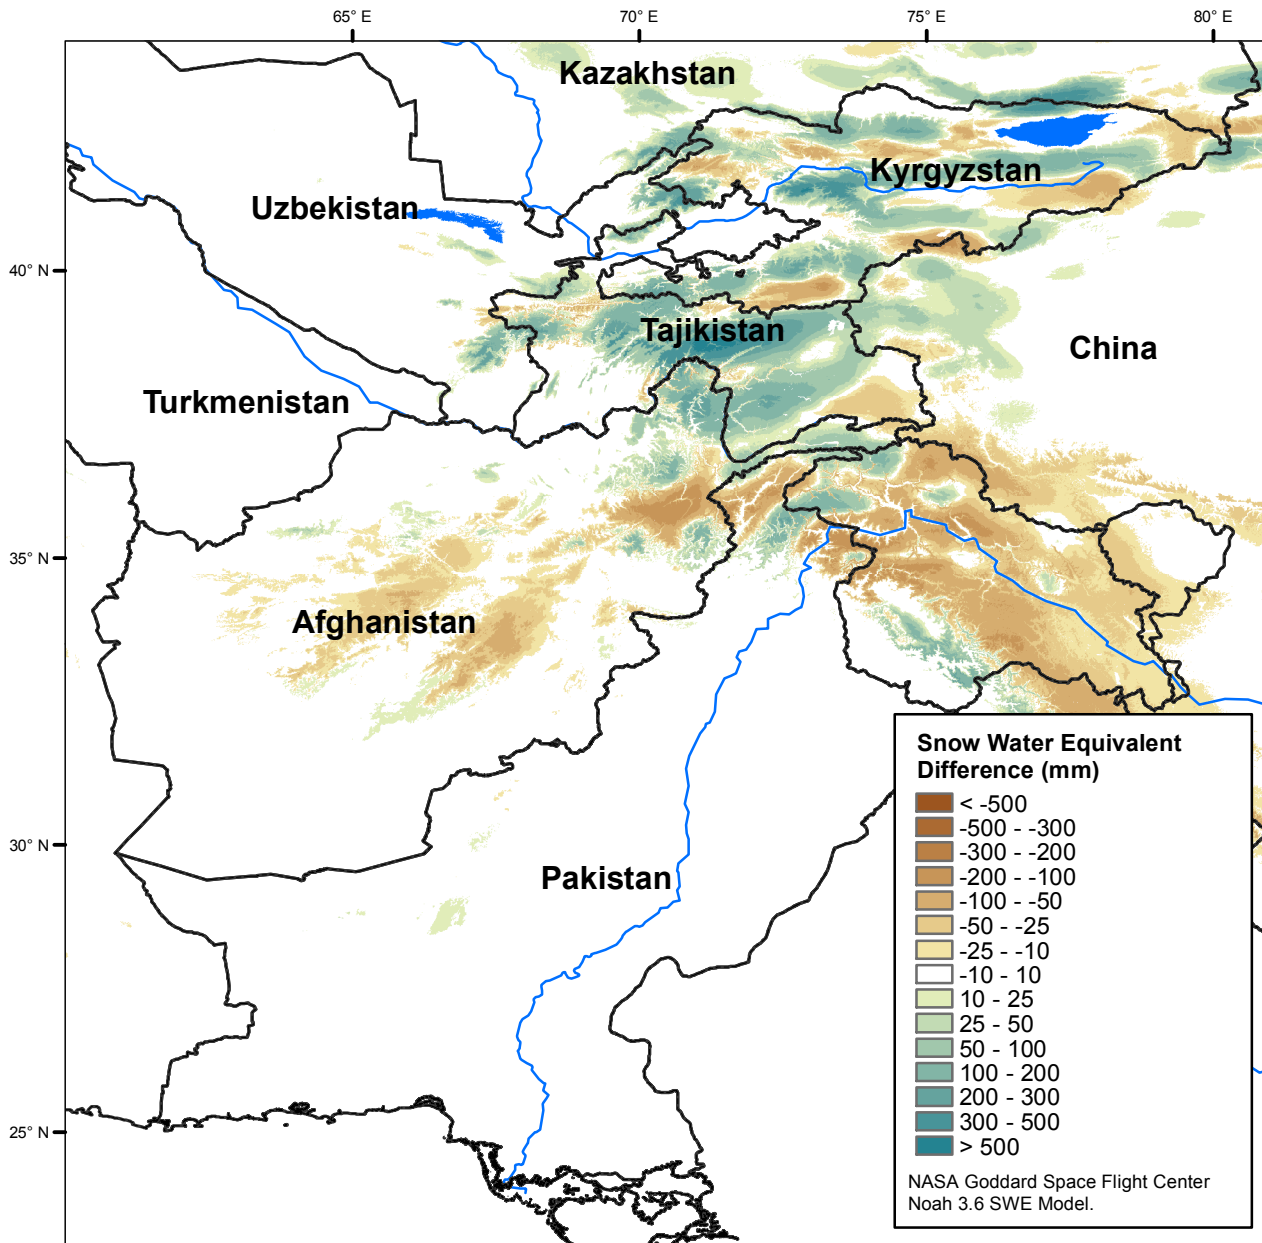 65° E
70° E
75° E
80° E
Kazakhstan
Kyrgyzstan
Uzbekistan
40° N
Tajikistan
China
Turkmenistan
35° N
Afghanistan
30° N
Pakistan
25° N
Snow Water Equivalent
Difference (mm)
< -500
-500 - -300
-300 - -200
-200 - -100
-100 - -50
-50 - -25
-25 - -10
-10 - 10
10 - 25
25 - 50
50 - 100
100 - 200
200 - 300
300 - 500
> 500
NASA Goddard Space Flight Center
Noah 3.6 SWE Model.